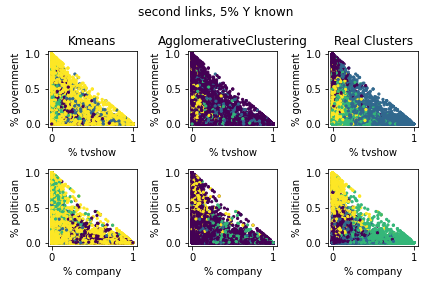 second links, 5% Y known
Kmeans AgglomerativeClustering Real Clusters
% government % government % government
1.0 1.0 1.0
0.5 0.5 0.5
0.0 0.0 0.0
0 1 0 1 0 1
% tvshow % tvshow % tvshow
% politician % politician % politician
1.0 1.0 1.0
0.5 0.5 0.5
0.0 0.0 0.0
0 1 0 1 0 1
% company % company % company